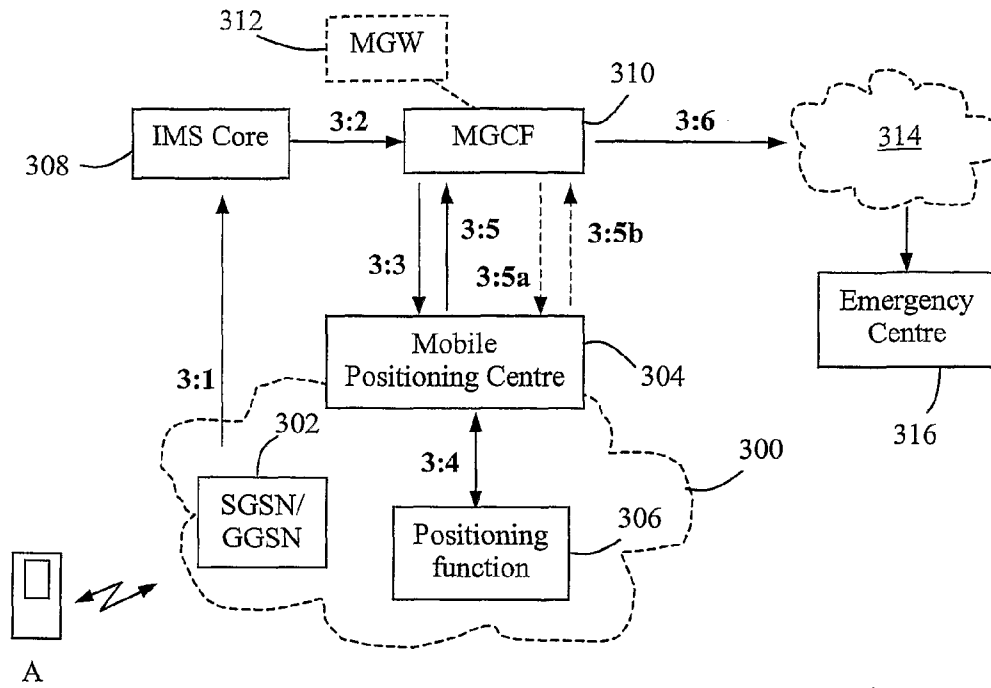 312
MGW
310
IMS Core
3:2
MGCF
3:6
314
308
3:3
3:5
3:5a
3:5b
Emergency
Centre
Mobile
Positioning Centre
304
3:1
302
316
3:4
300
SGSN/
GGSN
Positioning
function
306
A